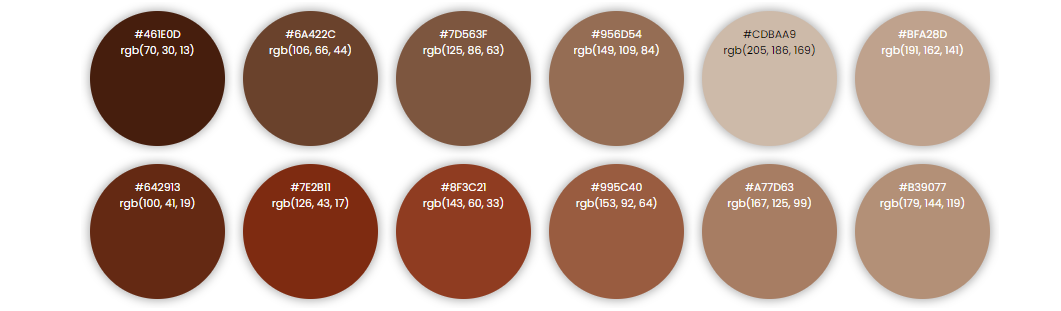 #461E0D
rgb(70, 30, 13)
#6A422C
rgb(106, 66, 44)
#7D563F
rgb(125, 86, 63)
#956D54
rgb(149, 109, 84)
#CDBAA9
rgb(205, 186, 169)
#BFA28D
rgb(191, 162, 141)
#642913
rgb(100, 41, 19)
#7E2B11
rgb(126, 43, 17)
#8F3C21
rgb(143, 60, 33)
#995C40
rgb(153, 92, 64)
#A77D63
rgb(167, 125, 99)
#B39077
rgb(179, 144, 119)